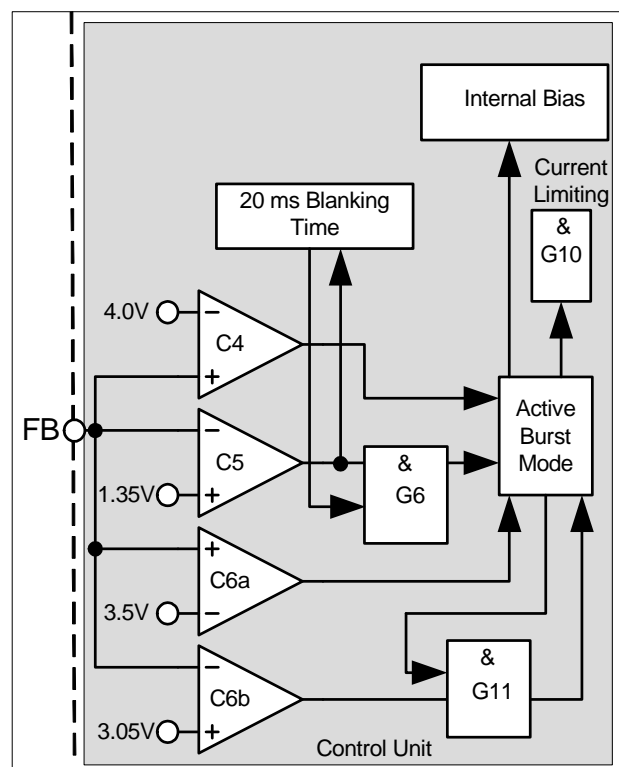 Internal Bias
Current
Limiting
20 ms Blanking
Time
&
G10
4.0V
−
C4
+
FB
−
C5
+
1.35V
&
G6
Active
Burst
Mode
+
C6a
−
3.5V
−
C6b
+
3.05V
&
G11
Control Unit